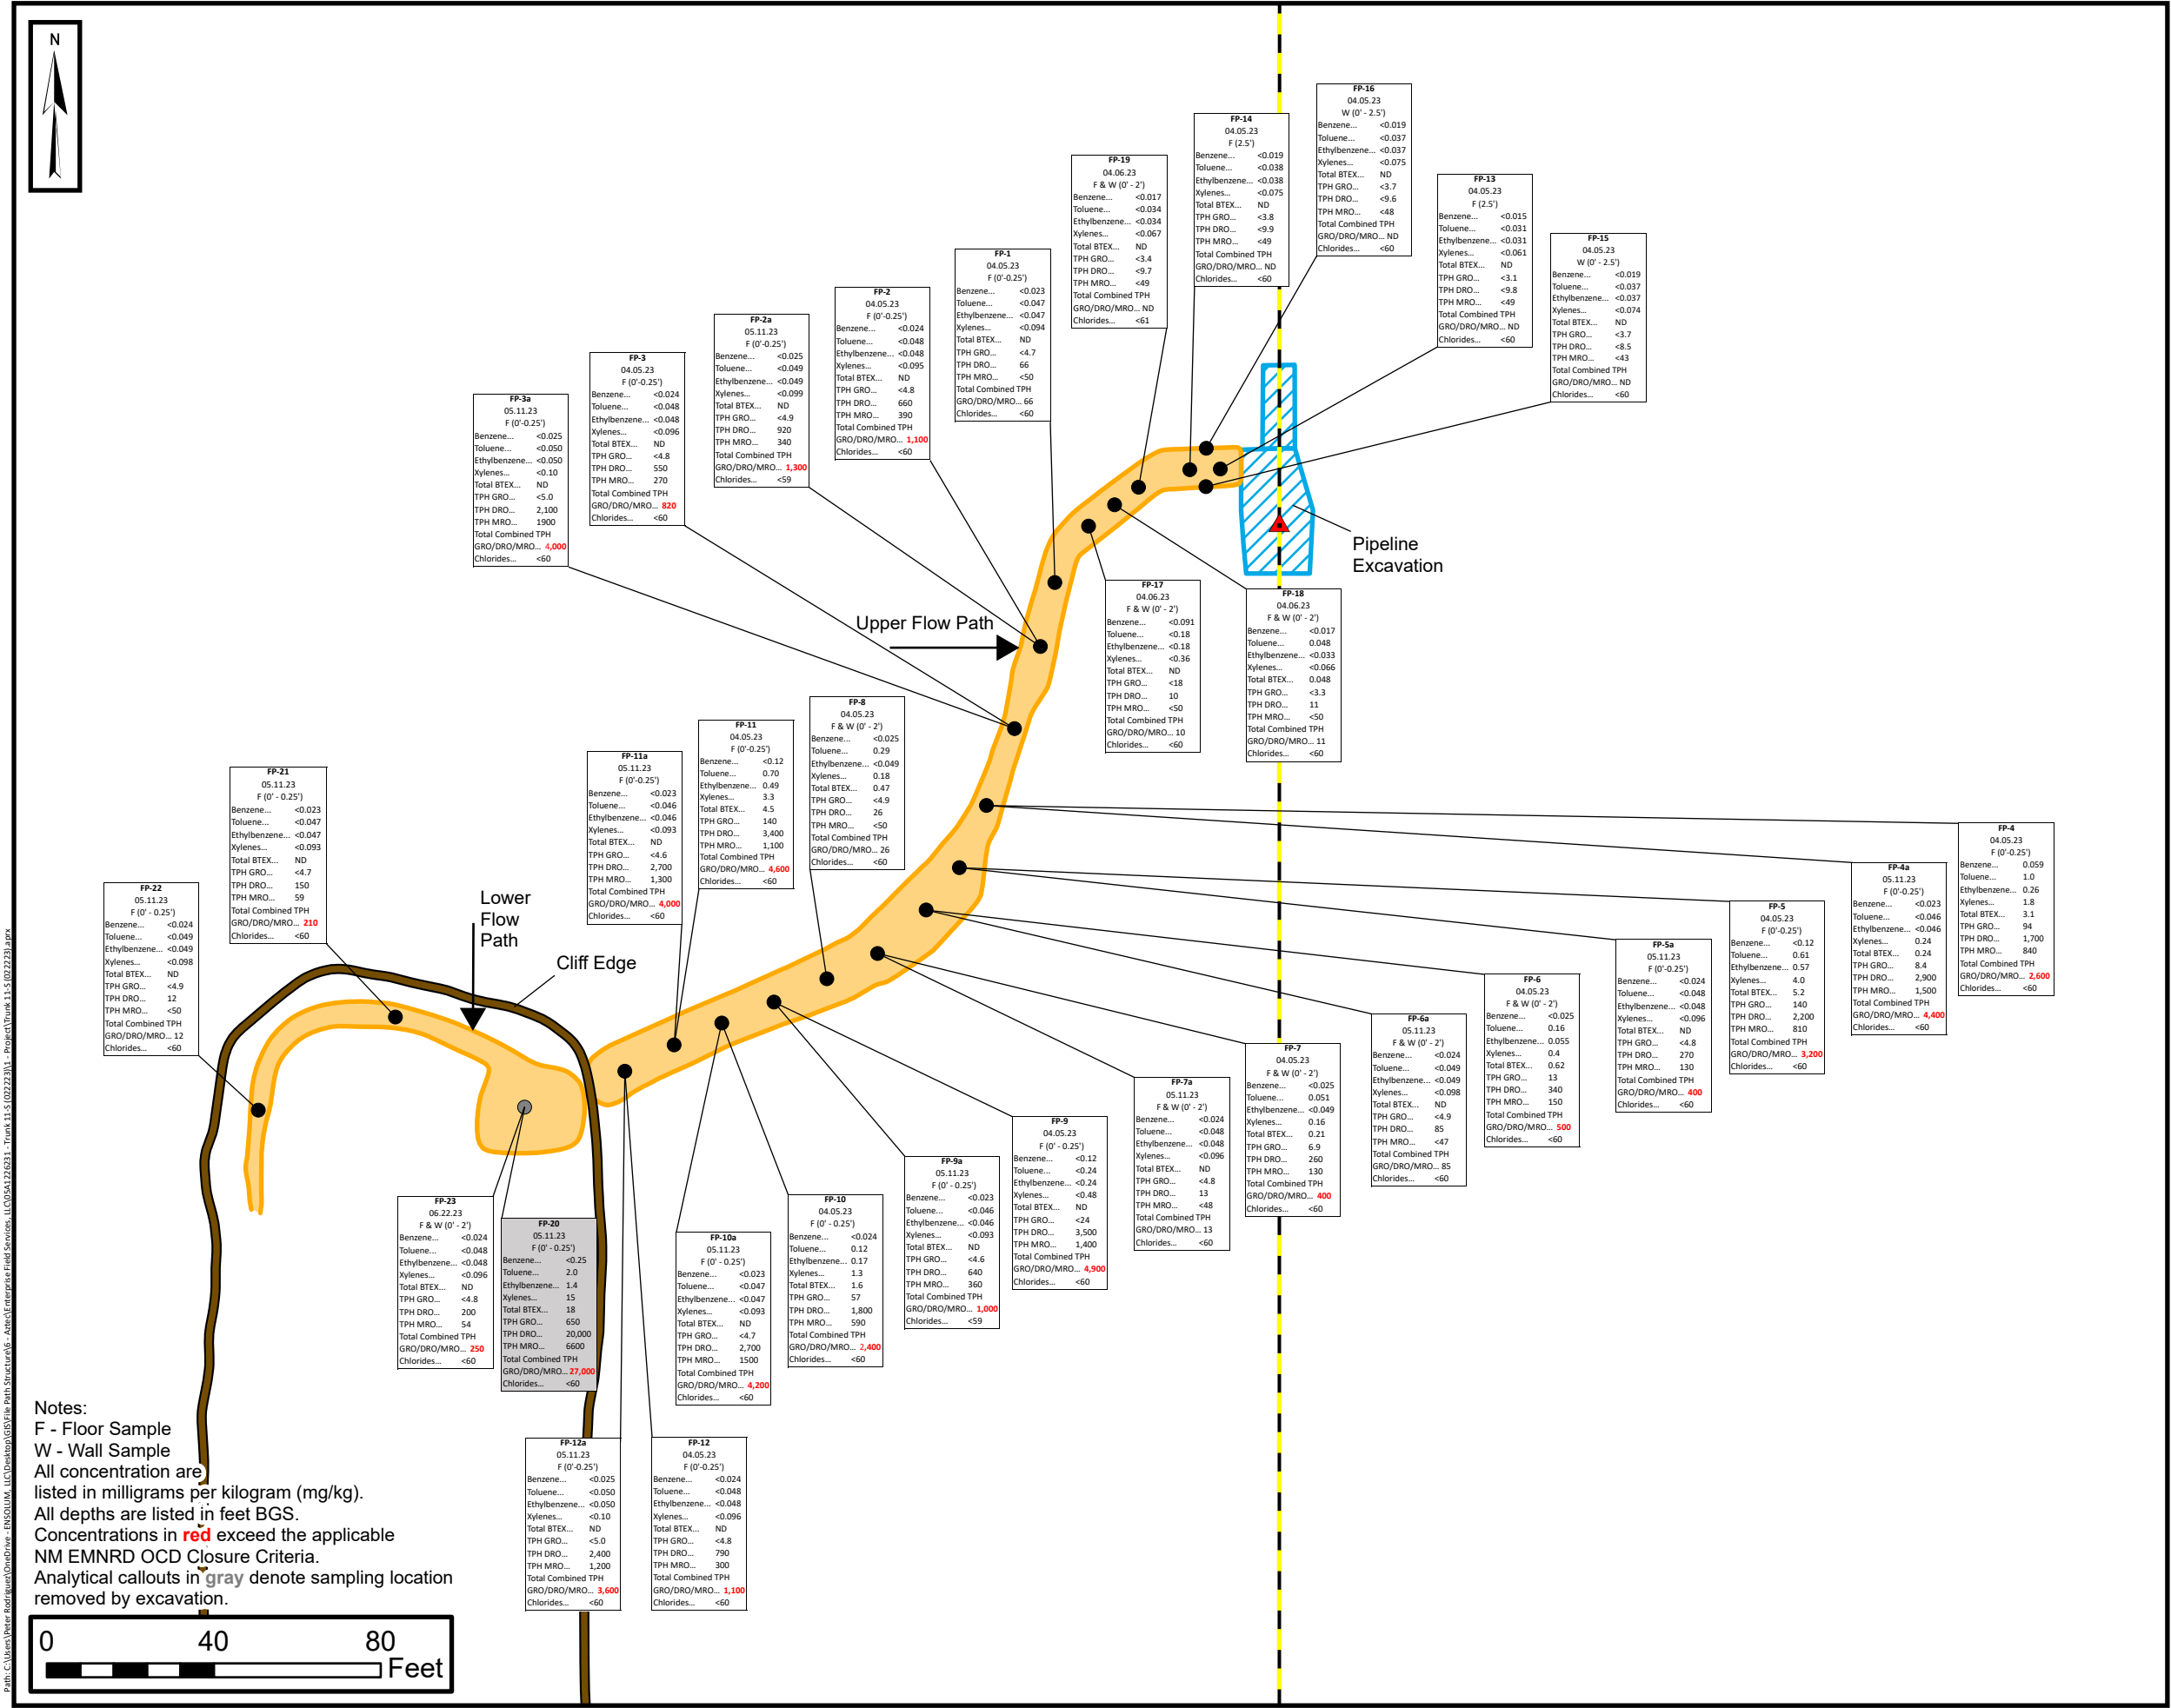 N
FP-16
04.05.23
W (0' - 2.5')
Benzene... <0.019
Toluene... <0.037
Ethylbenzene... <0.037
Xylenes... <0.075
Total BTEX... ND
TPH GRO... <3.7
TPH DRO... <9.6
TPH MRO... <48
Total Combined TPH
GRO/DRO/MRO... ND
Chlorides... <60
FP-14
04.05.23
F (2.5')
Benzene... <0.019
Toluene... <0.038
Ethylbenzene... <0.038
Xylenes... <0.075
Total BTEX... ND
TPH GRO... <3.8
TPH DRO... <9.9
TPH MRO... <49
Total Combined TPH
GRO/DRO/MRO... ND
Chlorides... <60
FP-19
04.06.23
F & W (0' - 2')
Benzene... <0.017
Toluene... <0.034
Ethylbenzene... <0.034
Xylenes... <0.067
Total BTEX... ND
TPH GRO... <3.4
TPH DRO... <9.7
TPH MRO... <49
Total Combined TPH
GRO/DRO/MRO... ND
Chlorides... <61
FP-13
04.05.23
F (2.5')
Benzene... <0.015
Toluene... <0.031
Ethylbenzene... <0.031
Xylenes... <0.061
Total BTEX... ND
TPH GRO... <3.1
TPH DRO... <9.8
TPH MRO... <49
Total Combined TPH
GRO/DRO/MRO... ND
Chlorides... <60
FP-15
04.05.23
W (0' - 2.5')
Benzene... <0.019
Toluene... <0.037
Ethylbenzene... <0.037
Xylenes... <0.074
Total BTEX... ND
TPH GRO... <3.7
TPH DRO... <8.5
TPH MRO... <43
Total Combined TPH
GRO/DRO/MRO... ND
Chlorides... <60
FP-1
04.05.23
F (0'-0.25')
Benzene... <0.023
Toluene... <0.047
Ethylbenzene... <0.047
Xylenes... <0.094
Total BTEX... ND
TPH GRO... <4.7
TPH DRO... 66
TPH MRO... <50
Total Combined TPH
GRO/DRO/MRO... 66
Chlorides... <60
FP-2
04.05.23
F (0'-0.25')
Benzene... <0.024
Toluene... <0.048
Ethylbenzene... <0.048
Xylenes... <0.095
Total BTEX... ND
TPH GRO... <4.8
TPH DRO... 660
TPH MRO... 390
Total Combined TPH
GRO/DRO/MRO... 1,100
Chlorides... <60
FP-2a
05.11.23
F (0'-0.25')
Benzene... <0.025
Toluene... <0.049
Ethylbenzene... <0.049
Xylenes... <0.099
Total BTEX... ND
TPH GRO... <4.9
TPH DRO... 920
TPH MRO... 340
Total Combined TPH
GRO/DRO/MRO... 1,300
Chlorides... <59
FP-3
04.05.23
F (0'-0.25')
Benzene... <0.024
Toluene... <0.048
Ethylbenzene... <0.048
Xylenes... <0.096
Total BTEX... ND
TPH GRO... <4.8
TPH DRO... 550
TPH MRO... 270
Total Combined TPH
GRO/DRO/MRO... 820
Chlorides... <60
FP-3a
05.11.23
F (0'-0.25')
Benzene... <0.025
Toluene... <0.050
Ethylbenzene... <0.050
Xylenes... <0.10
Total BTEX... ND
TPH GRO... <5.0
TPH DRO... 2,100
TPH MRO... 1900
Total Combined TPH
GRO/DRO/MRO... 4,000
Chlorides... <60
Pipeline
Excavation
Upper Flow Path
FP-17
04.06.23
F & W (0' - 2')
Benzene... <0.091
Toluene... <0.18
Ethylbenzene... <0.18
Xylenes... <0.36
Total BTEX... ND
TPH GRO... <18
TPH DRO... 10
TPH MRO... <50
Total Combined TPH
GRO/DRO/MRO... 10
Chlorides... <60
FP-18
04.06.23
F & W (0' - 2')
Benzene... <0.017
Toluene... 0.048
Ethylbenzene... <0.033
Xylenes... <0.066
Total BTEX... 0.048
TPH GRO... <3.3
TPH DRO... 11
TPH MRO... <50
Total Combined TPH
GRO/DRO/MRO... 11
Chlorides... <60
FP-8
04.05.23
F & W (0' - 2')
Benzene... <0.025
Toluene... 0.29
Ethylbenzene... <0.049
Xylenes... 0.18
Total BTEX... 0.47
TPH GRO... <4.9
TPH DRO... 26
TPH MRO... <50
Total Combined TPH
GRO/DRO/MRO... 26
Chlorides... <60
FP-11
04.05.23
F (0'-0.25')
Benzene... <0.12
Toluene... 0.70
Ethylbenzene... 0.49
Xylenes... 3.3
Total BTEX... 4.5
TPH GRO... 140
TPH DRO... 3,400
TPH MRO... 1,100
Total Combined TPH
GRO/DRO/MRO... 4,600
Chlorides... <60
FP-11a
05.11.23
F (0'-0.25')
Benzene... <0.023
Toluene... <0.046
Ethylbenzene... <0.046
Xylenes... <0.093
Total BTEX... ND
TPH GRO... <4.6
TPH DRO... 2,700
TPH MRO... 1,300
Total Combined TPH
GRO/DRO/MRO... 4,000
Chlorides... <60
FP-21
05.11.23
F (0' - 0.25')
Benzene... <0.023
Toluene... <0.047
Ethylbenzene... <0.047
Xylenes... <0.093
Total BTEX... ND
TPH GRO... <4.7
TPH DRO... 150
TPH MRO... 59
Total Combined TPH
GRO/DRO/MRO... 210
Chlorides... <60
FP-22
05.11.23
F (0' - 0.25')
Benzene... <0.024
Toluene... <0.049
Ethylbenzene... <0.049
Xylenes... <0.098
Total BTEX... ND
TPH GRO... <4.9
TPH DRO... 12
TPH MRO... <50
Total Combined TPH
GRO/DRO/MRO... 12
Chlorides... <60
Lower
Flow
Path
Cliff Edge
FP-4
04.05.23
F (0'-0.25')
Benzene... 0.059
Toluene... 1.0
Ethylbenzene... 0.26
Xylenes... 1.8
Total BTEX... 3.1
TPH GRO... 94
TPH DRO... 1,700
TPH MRO... 840
Total Combined TPH
GRO/DRO/MRO... 2,600
Chlorides... <60
FP-4a
05.11.23
F (0'-0.25')
Benzene... <0.023
Toluene... <0.046
Ethylbenzene... <0.046
Xylenes... 0.24
Total BTEX... 0.24
TPH GRO... 8.4
TPH DRO... 2,900
TPH MRO... 1,500
Total Combined TPH
GRO/DRO/MRO... 4,400
Chlorides... <60
FP-5
04.05.23
F (0'-0.25')
Benzene... <0.12
Toluene... 0.61
Ethylbenzene... 0.57
Xylenes... 4.0
Total BTEX... 5.2
TPH GRO... 140
TPH DRO... 2,200
TPH MRO... 810
Total Combined TPH
GRO/DRO/MRO... 3,200
Chlorides... <60
FP-5a
05.11.23
F (0'-0.25')
Benzene... <0.024
Toluene... <0.048
Ethylbenzene... <0.048
Xylenes... <0.096
Total BTEX... ND
TPH GRO... <4.8
TPH DRO... 270
TPH MRO... 130
Total Combined TPH
GRO/DRO/MRO... 400
Chlorides... <60
FP-6
04.05.23
F & W (0' - 2')
Benzene... <0.025
Toluene... 0.16
Ethylbenzene... 0.055
Xylenes... 0.4
Total BTEX... 0.62
TPH GRO... 13
TPH DRO... 340
TPH MRO... 150
Total Combined TPH
GRO/DRO/MRO... 500
Chlorides... <60
FP-6a
05.11.23
F & W (0' - 2')
Benzene... <0.024
Toluene... <0.049
Ethylbenzene... <0.049
Xylenes... <0.098
Total BTEX... ND
TPH GRO... <4.9
TPH DRO... 85
TPH MRO... <47
Total Combined TPH
GRO/DRO/MRO... 85
Chlorides... <60
FP-7
04.05.23
F & W (0' - 2')
Benzene... <0.025
Toluene... 0.051
Ethylbenzene... <0.049
Xylenes... 0.16
Total BTEX... 0.21
TPH GRO... 6.9
TPH DRO... 260
TPH MRO... 130
Total Combined TPH
GRO/DRO/MRO... 400
Chlorides... <60
FP-7a
05.11.23
F & W (0' - 2')
Benzene... <0.024
Toluene... <0.048
Ethylbenzene... <0.048
Xylenes... <0.096
Total BTEX... ND
TPH GRO... <4.8
TPH DRO... 13
TPH MRO... <48
Total Combined TPH
GRO/DRO/MRO... 13
Chlorides... <60
FP-9
04.05.23
F (0' - 0.25')
Benzene... <0.12
Toluene... <0.24
Ethylbenzene... <0.24
Xylenes... <0.48
Total BTEX... ND
TPH GRO... <24
TPH DRO... 3,500
TPH MRO... 1,400
Total Combined TPH
GRO/DRO/MRO... 4,900
Chlorides... <60
FP-9a
05.11.23
F (0' - 0.25')
Benzene... <0.023
Toluene... <0.046
Ethylbenzene... <0.046
Xylenes... <0.093
Total BTEX... ND
TPH GRO... <4.6
TPH DRO... 640
TPH MRO... 360
Total Combined TPH
GRO/DRO/MRO... 1,000
Chlorides... <59
FP-10
04.05.23
F (0' - 0.25')
Benzene... <0.024
Toluene... 0.12
Ethylbenzene... 0.17
Xylenes... 1.3
Total BTEX... 1.6
TPH GRO... 57
TPH DRO... 1,800
TPH MRO... 590
Total Combined TPH
GRO/DRO/MRO... 2,400
Chlorides... <60
FP-10a
05.11.23
F (0' - 0.25')
Benzene... <0.023
Toluene... <0.047
Ethylbenzene... <0.047
Xylenes... <0.093
Total BTEX... ND
TPH GRO... <4.7
TPH DRO... 2,700
TPH MRO... 1500
Total Combined TPH
GRO/DRO/MRO... 4,200
Chlorides... <60
FP-23
06.22.23
F & W (0' - 2')
Benzene... <0.024
Toluene... <0.048
Ethylbenzene... <0.048
Xylenes... <0.096
Total BTEX... ND
TPH GRO... <4.8
TPH DRO... 200
TPH MRO... 54
Total Combined TPH
GRO/DRO/MRO... 250
Chlorides... <60
FP-20
05.11.23
F (0' - 0.25')
Benzene... <0.25
Toluene... 2.0
Ethylbenzene... 1.4
Xylenes... 15
Total BTEX... 18
TPH GRO... 650
TPH DRO... 20,000
TPH MRO... 6600
Total Combined TPH
GRO/DRO/MRO... 27,000
Chlorides... <60
FP-12a
05.11.23
F (0'-0.25')
Benzene... <0.025
Toluene... <0.050
Ethylbenzene... <0.050
Xylenes... <0.10
Total BTEX... ND
TPH GRO... <5.0
TPH DRO... 2,400
TPH MRO... 1,200
Total Combined TPH
GRO/DRO/MRO... 3,600
Chlorides... <60
FP-12
04.05.23
F (0'-0.25')
Benzene... <0.024
Toluene... <0.048
Ethylbenzene... <0.048
Xylenes... <0.096
Total BTEX... ND
TPH GRO... <4.8
TPH DRO... 790
TPH MRO... 300
Total Combined TPH
GRO/DRO/MRO... 1,100
Chlorides... <60
Notes:
F - Floor Sample
W - Wall Sample
All concentration are
listed in milligrams per kilogram (mg/kg).
All depths are listed in feet BGS.
Concentrations in red exceed the applicable
NM EMNRD OCD Closure Criteria.
Analytical callouts in gray denote sampling location
removed by excavation.
0 40 80
Feet
Path: C:\Users\Peter Rodriguez\OneDrive - ENSOLUM, LLC\Desktop\GIS\File Path Structure\6 - Aztec\Enterprise Field Services, LLC\05A1226231 - Trunk 11-S (022223)\1 - Project\Trunk 11-S (022223).aprx